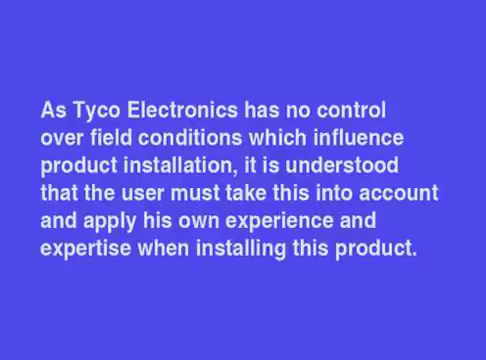 As Tyco Electronics has no control
over field conditions which influence
product installation, it is understood
that the user must take this into account
and apply his own experience and
expertise when installing this product.